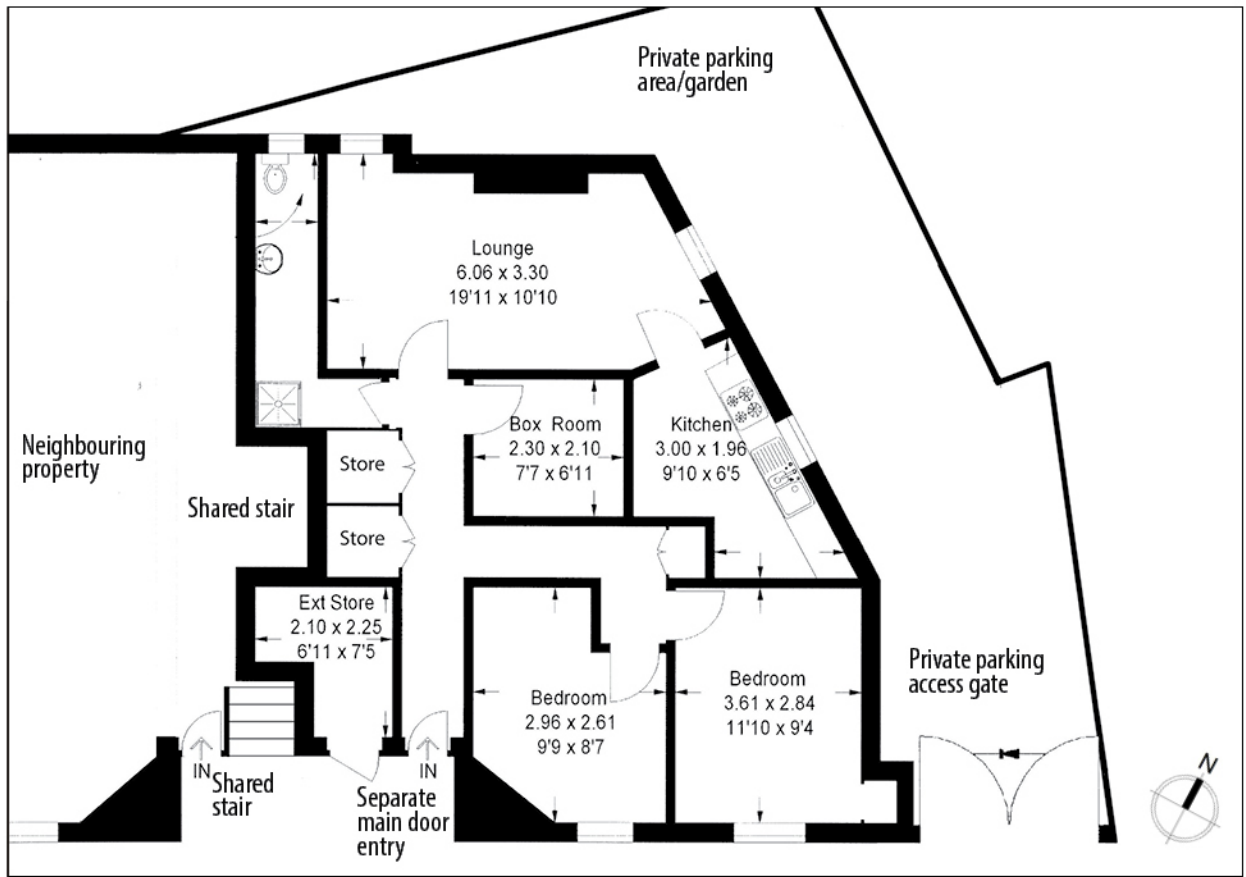 Private parking
area/garden
Lounge
6.06 x 3.30
19'11 x 10'10
Neighbouring
property
Shared stair
Store
Store
Box Room
2.30 x 2.10
7'7 x 6'11
Kitchen
3.00 x 1.96
9'10 x 6'5
Ext Store
2.10 x 2.25
6'11 x 7'5
Bedroom
2.96 x 2.61
9'9 x 8'7
Bedroom
3.61 x 2.84
11'10 x 9'4
Private parking
access gate
IN
Shared
stair
IN
Separate
main door
entry
N